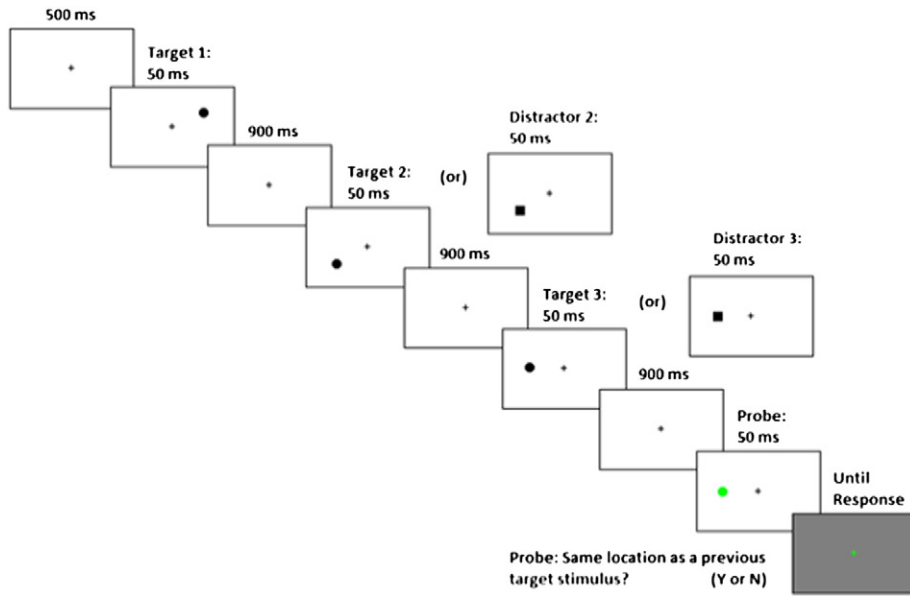 500 ms
Target 1:
50 ms
900 ms
Target 2:
50 ms
(or)
Distractor 2:
50 ms
900 ms
Target 3:
50 ms
(or)
Distractor 3:
50 ms
900 ms
Probe:
50 ms
Until
Response
Probe: Same location as a previous
target stimulus? (Y or N)